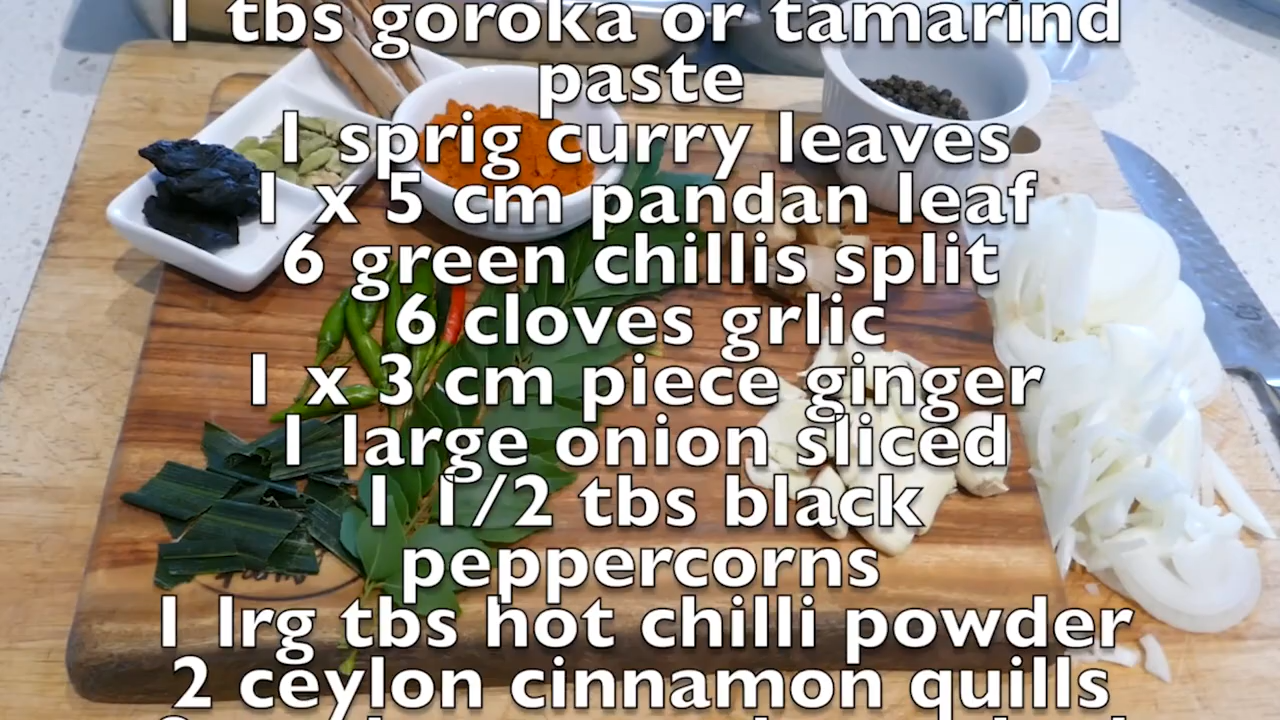 1 tbs goroka or tamarind
paste
1 sprig curry leaves
1 x 5 cm pandan leaf
6 green chillis split
6 cloves grlic
1 x 3 cm piece ginger
1 large onion sliced
1 1/2 tbs black
peppercorns
1 lrg tbs hot chilli powder
2 ceylon cinnamon quills